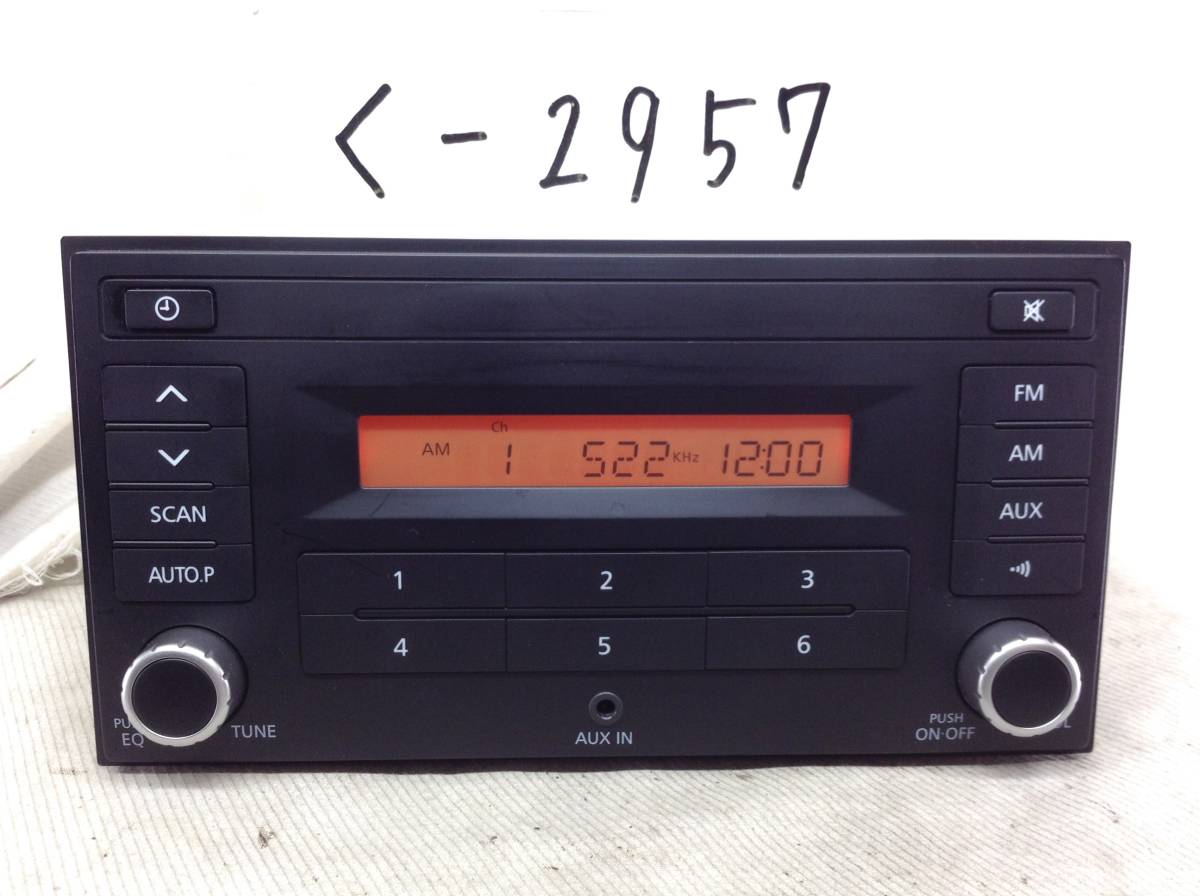 く-2957
FM
AM
AUX
AM Ch 1 522 KHz 12:00
SCAN
AUTO.P
1 2 3
4 5 6
EQ
TUNE
AUX IN
PUSH
ON·OFF